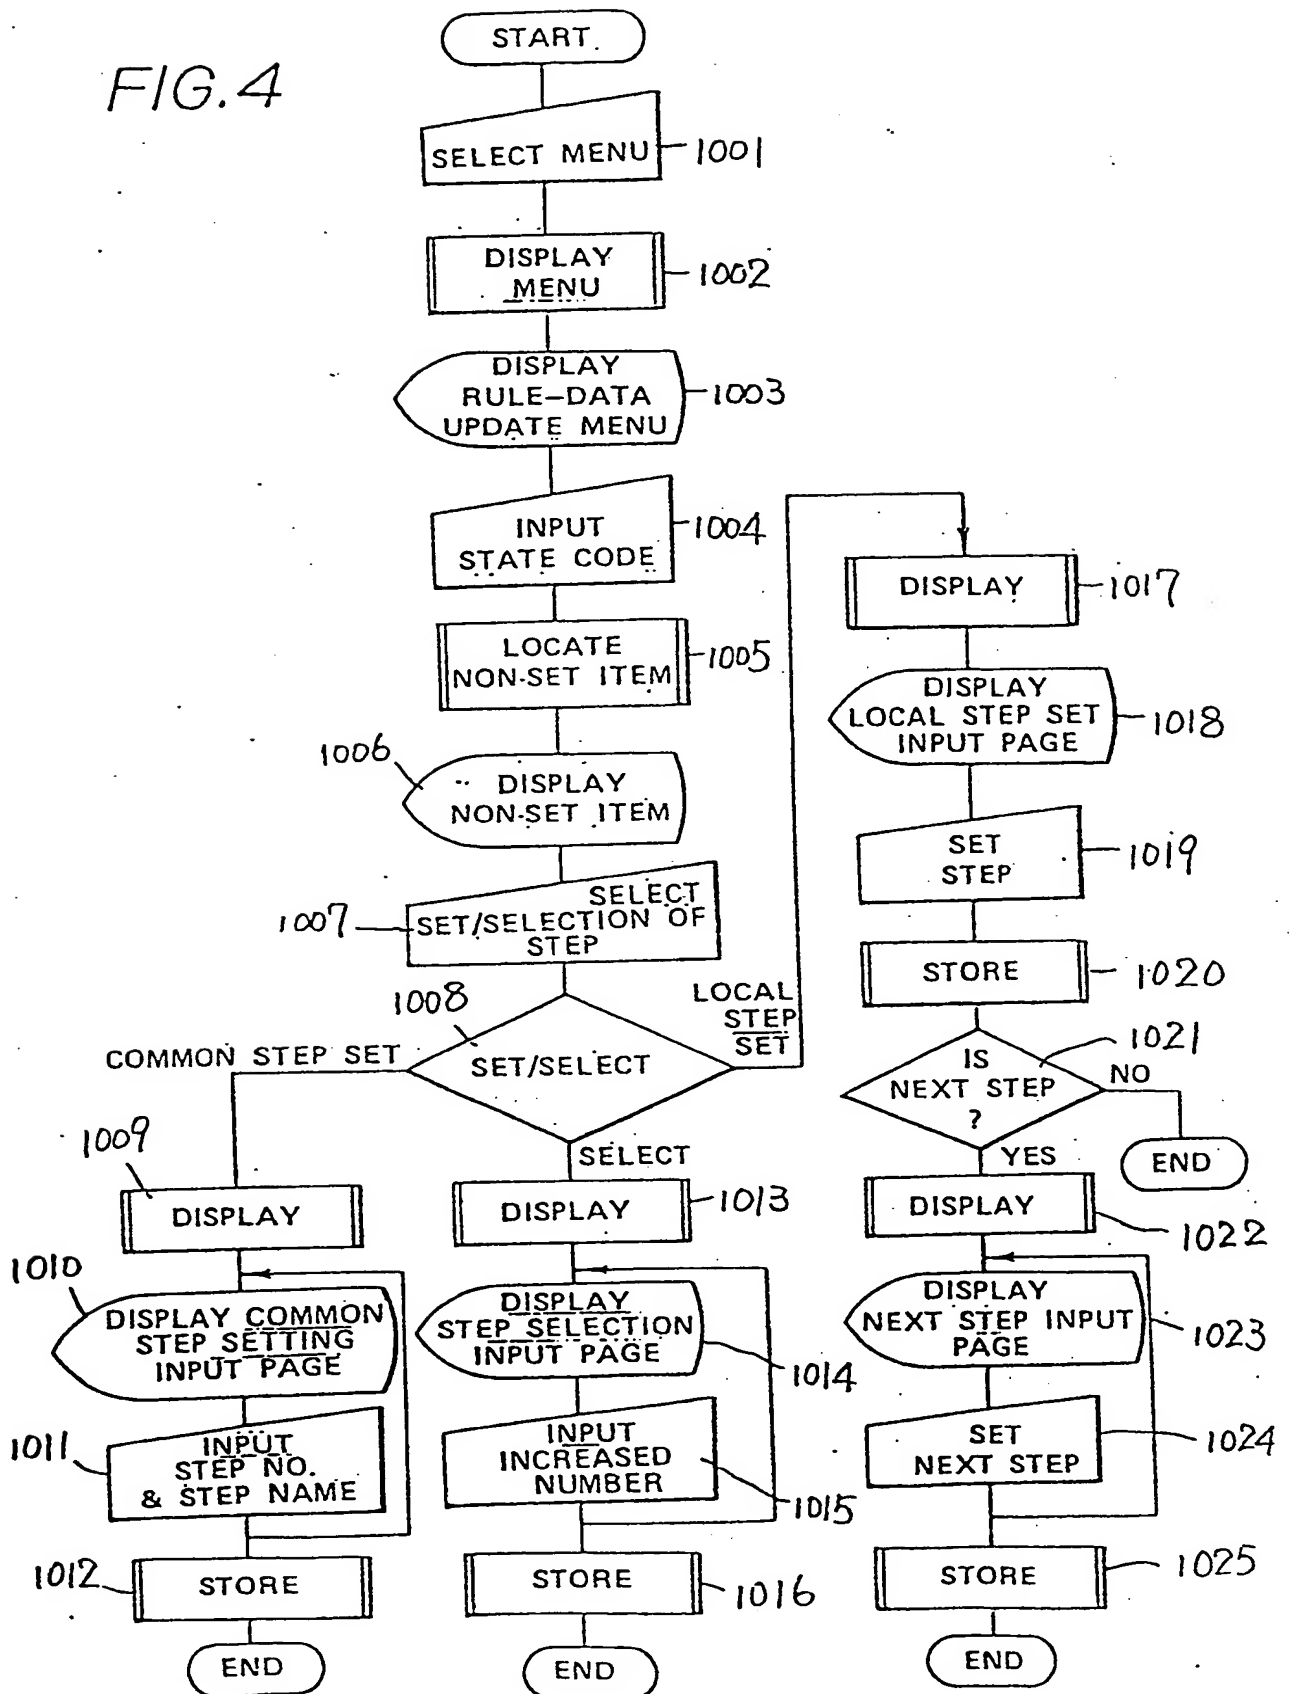 FIG.4
START
SELECT MENU
1001
DISPLAY
MENU
1002
DISPLAY
RULE-DATA
UPDATE MENU
1003
INPUT
STATE CODE
1004
LOCATE
NON-SET ITEM
1005
1006
DISPLAY
NON-SET ITEM
1007
SELECT
SET/SELECTION OF
STEP
1008
SET/SELECT
COMMON STEP SET
LOCAL
STEP
SET
SELECT
1009
DISPLAY
1010
DISPLAY COMMON
STEP SETTING
INPUT PAGE
1011
INPUT
STEP NO.
& STEP NAME
1012
STORE
END
DISPLAY
1013
DISPLAY
STEP SELECTION
INPUT PAGE
1014
INPUT
INCREASED
NUMBER
1015
STORE
1016
END
DISPLAY
1017
DISPLAY
LOCAL STEP SET
INPUT PAGE
1018
SET
STEP
1019
STORE
1020
IS
NEXT STEP
?
1021
NO
END
YES
DISPLAY
1022
DISPLAY
NEXT STEP INPUT
PAGE
1023
SET
NEXT STEP
1024
STORE
1025
END